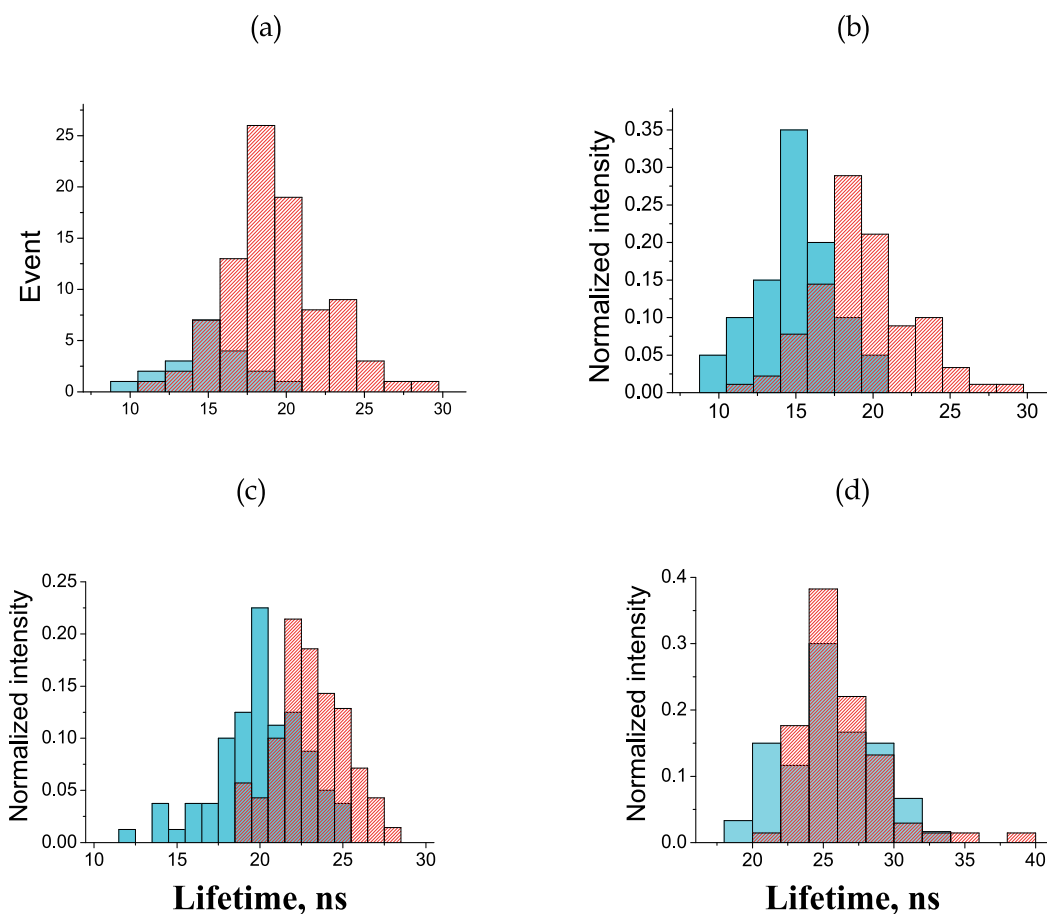 (a)
(b)
Event
25
20
15
10
5
0
10 15 20 25 30
Normalized intensity
0.35
0.30
0.25
0.20
0.15
0.10
0.05
0.00
10 15 20 25 30
(c)
(d)
Normalized intensity
0.25
0.20
0.15
0.10
0.05
0.00
10 15 20 25 30
Lifetime, ns
Normalized intensity
0.4
0.3
0.2
0.1
0.0
20 25 30 35 40
Lifetime, ns